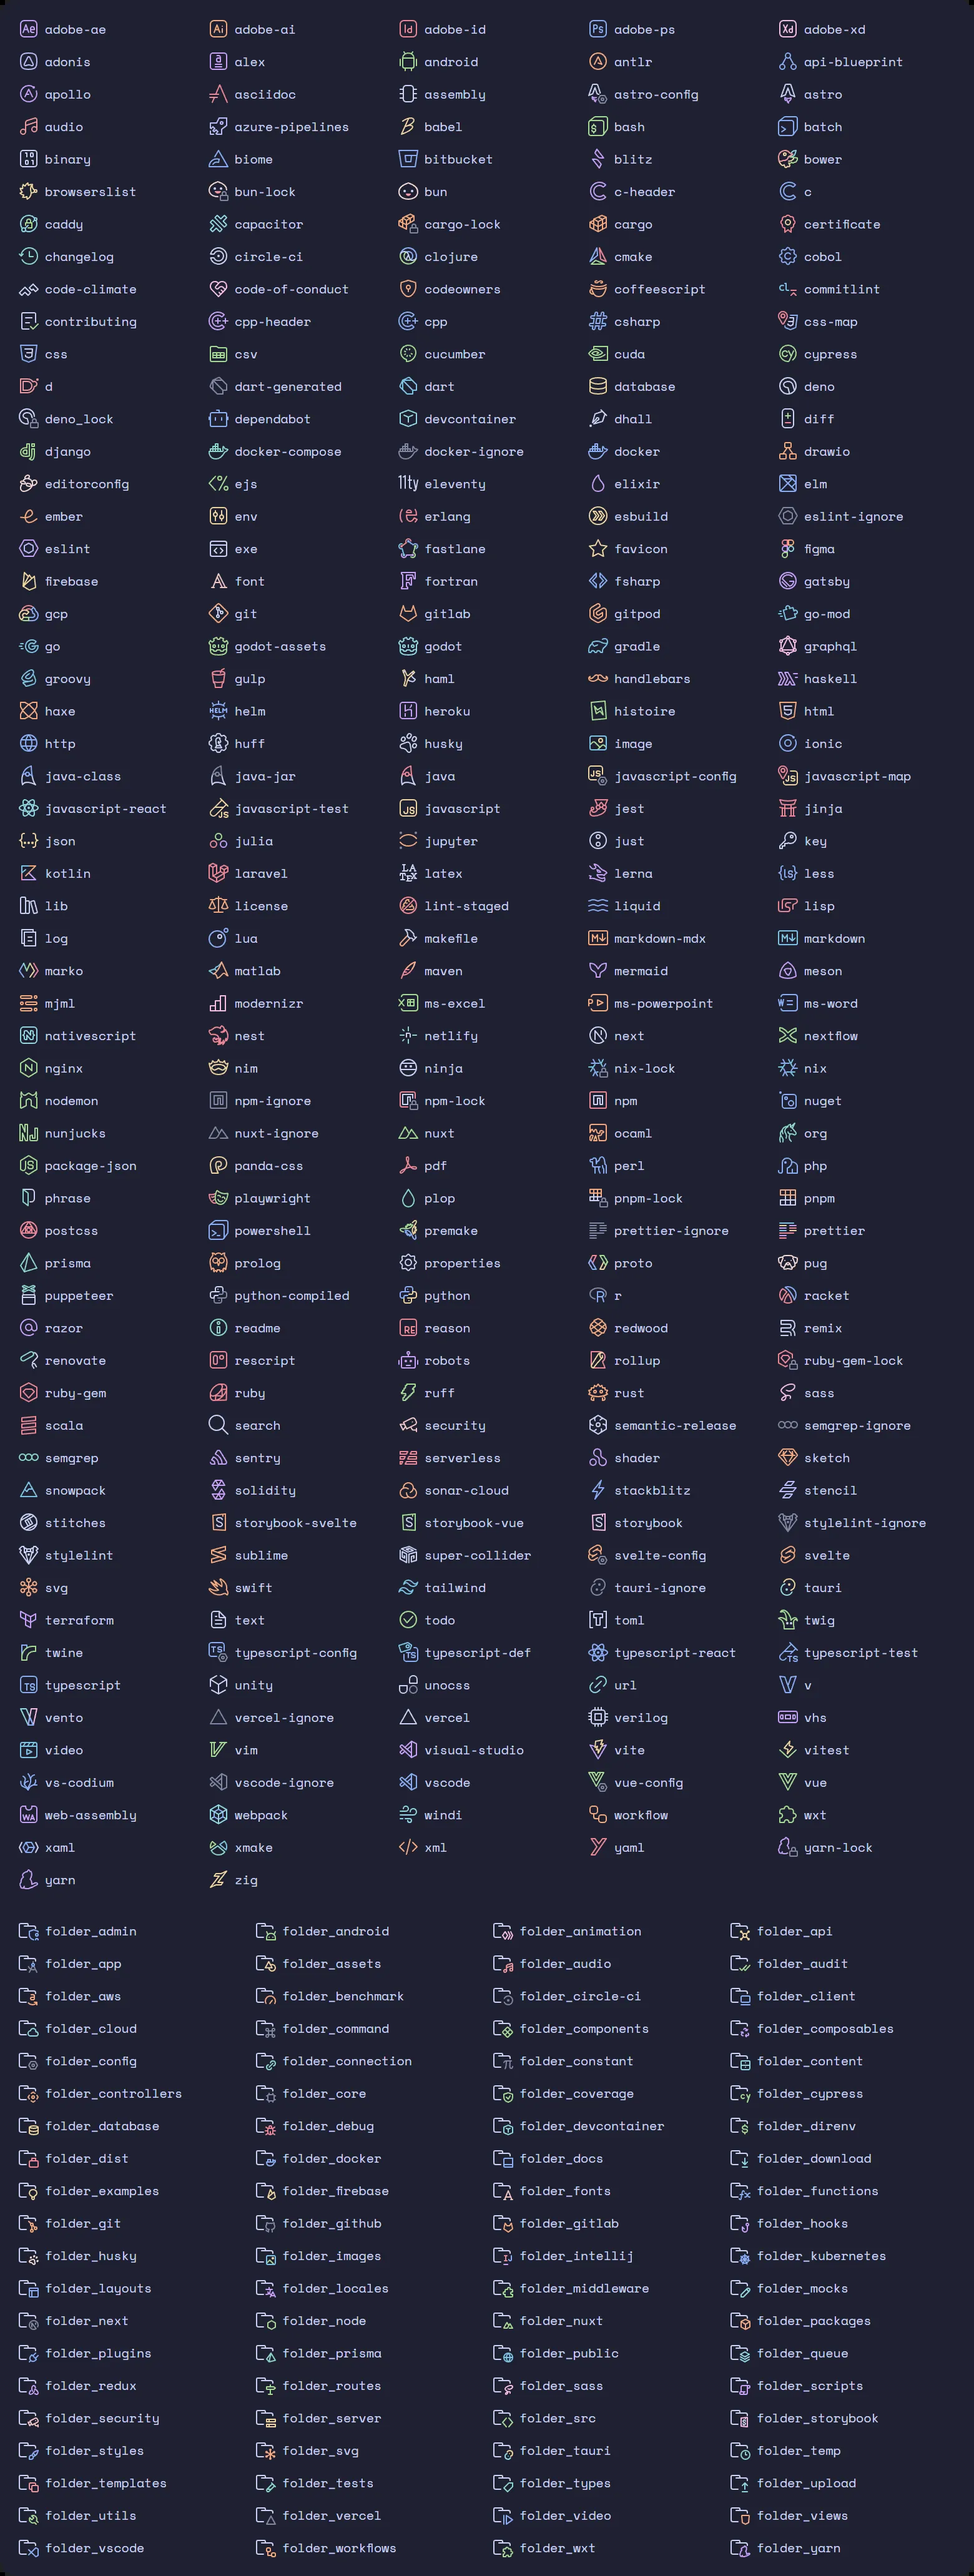 adobe-ae adobe-ai adobe-id adobe-ps adobe-xd
adonis alex android antlr api-blueprint
apollo asciidoc assembly astro-config astro
audio azure-pipelines babel bash batch
binary biome bitbucket blitz bower
browserslist bun-lock bun c-header c
caddy capacitor cargo-lock cargo certificate
changelog circle-ci clojure cmake cobol
code-climate code-of-conduct codeowners coffeescript commitlint
contributing cpp-header cpp csharp css-map
css csv cucumber cuda cypress
d dart-generated dart database deno
deno_lock dependabot devcontainer dhall diff
django docker-compose docker-ignore docker drawio
editorconfig ejs eleventy elixir elm
ember env erlang esbuild eslint-ignore
eslint exe fastlane favicon figma
firebase font fortran fsharp gatsby
gcp git gitlab gitpod go-mod
go godot-assets godot gradle graphql
groovy gulp haml handlebars haskell
haxe helm heroku histoire html
http huff husky image ionic
java-class java-jar java javascript-config javascript-map
javascript-react javascript-test javascript jest jinja
json julia jupyter just key
kotlin laravel latex lerna less
lib license lint-staged liquid lisp
log lua makefile markdown-mdx markdown
marko matlab maven mermaid meson
mjml modernizr ms-excel ms-powerpoint ms-word
nativescript nest netlify next nextflow
nginx nim ninja nix-lock nix
nodemon npm-ignore npm-lock npm nuget
nunjucks nuxt-ignore nuxt ocaml org
package-json panda-css pdf perl php
phrase playwright plop pnpm-lock pnpm
postcss powershell premake prettier-ignore prettier
prisma prolog properties proto pug
puppeteer python-compiled python r racket
razor readme reason redwood remix
renovate rescript robots rollup ruby-gem-lock
ruby-gem ruby ruff rust sass
scala search security semantic-release semgrep-ignore
semgrep sentry serverless shader sketch
snowpack solidity sonar-cloud stackblitz stencil
stitches storybook-svelte storybook-vue storybook stylelint-ignore
stylelint sublime super-collider svelte-config svelte
svg swift tailwind tauri-ignore tauri
terraform text todo toml twig
twine typescript-config typescript-def typescript-react typescript-test
typescript unity unocss url v
vento vercel-ignore vercel verilog vhs
video vim visual-studio vite vitest
vs-codium vscode-ignore vscode vue-config vue
web-assembly webpack windi workflow wxt
xaml xmake xml yaml yarn-lock
yarn zig
folder_admin folder_android folder_animation folder_api
folder_app folder_assets folder_audio folder_audit
folder_aws folder_benchmark folder_circle-ci folder_client
folder_cloud folder_command folder_components folder_composables
folder_config folder_connection folder_constant folder_content
folder_controllers folder_core folder_coverage folder_cypress
folder_database folder_debug folder_devcontainer folder_direnv
folder_dist folder_docker folder_docs folder_download
folder_examples folder_firebase folder_fonts folder_functions
folder_git folder_github folder_gitlab folder_hooks
folder_husky folder_images folder_intellij folder_kubernetes
folder_layouts folder_locales folder_middleware folder_mocks
folder_next folder_node folder_nuxt folder_packages
folder_plugins folder_prisma folder_public folder_queue
folder_redux folder_routes folder_sass folder_scripts
folder_security folder_server folder_src folder_storybook
folder_styles folder_svg folder_tauri folder_temp
folder_templates folder_tests folder_types folder_upload
folder_utils folder_vercel folder_video folder_views
folder_vscode folder_workflows folder_wxt folder_yarn